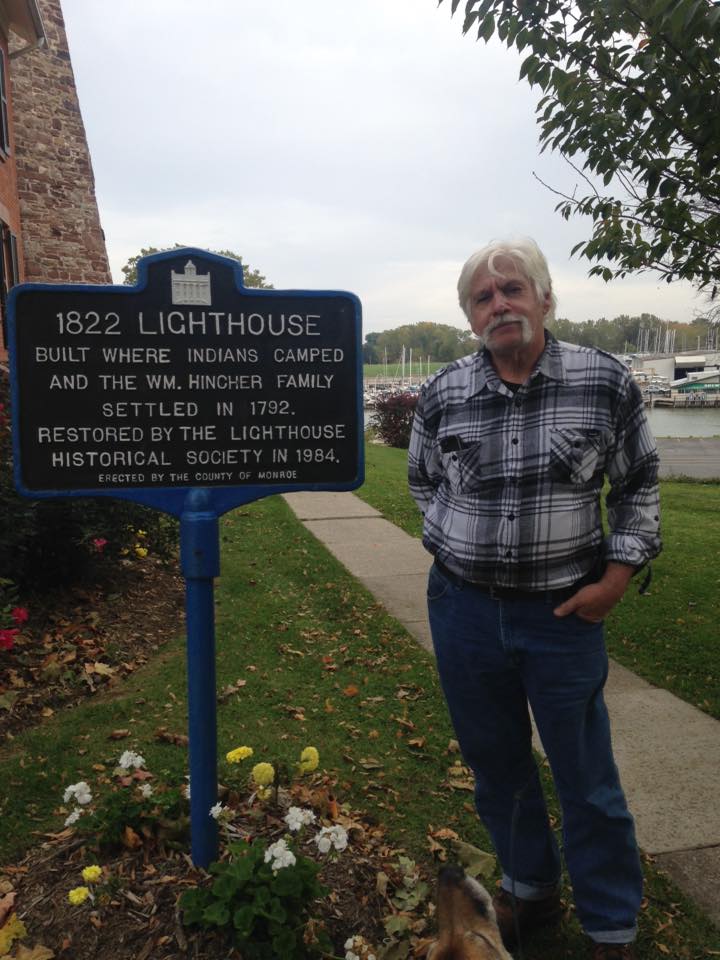 1822 LIGHTHOUSE
BUILT WHERE INDIANS CAMPED
AND THE WM. HINCHER FAMILY
SETTLED IN 1792.
RESTORED BY THE LIGHTHOUSE
HISTORICAL SOCIETY IN 1984.
ERECTED BY THE COUNTY OF MONROE